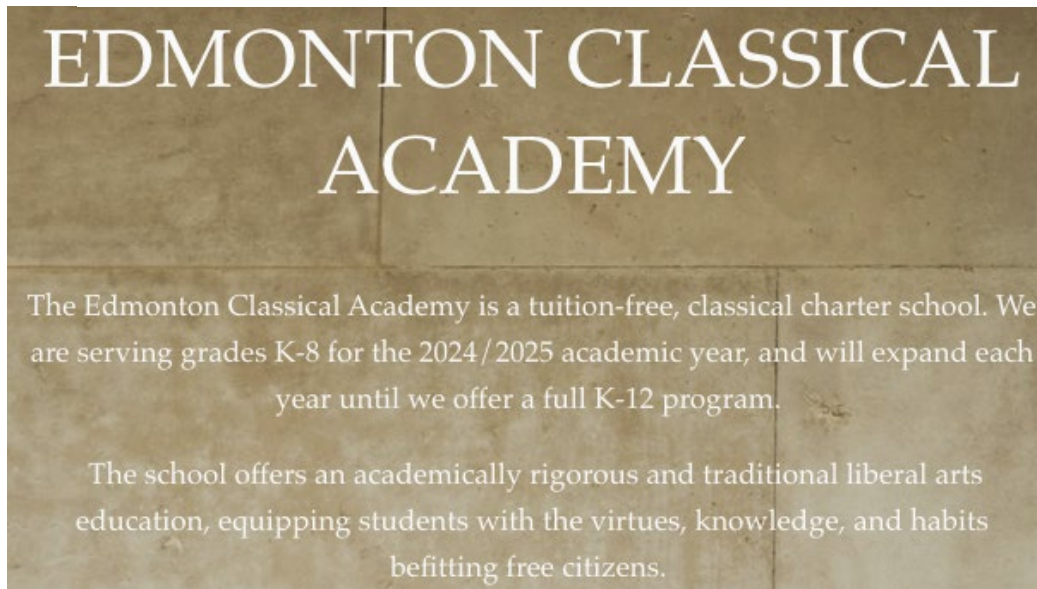 EDMONTON CLASSICAL
ACADEMY
The Edmonton Classical Academy is a tuition-free, classical charter school. We
are serving grades K-8 for the 2024/2025 academic year, and will expand each
year until we offer a full K-12 program.
The school offers an academically rigorous and traditional liberal arts
education, equipping students with the virtues, knowledge, and habits
befitting free citizens.